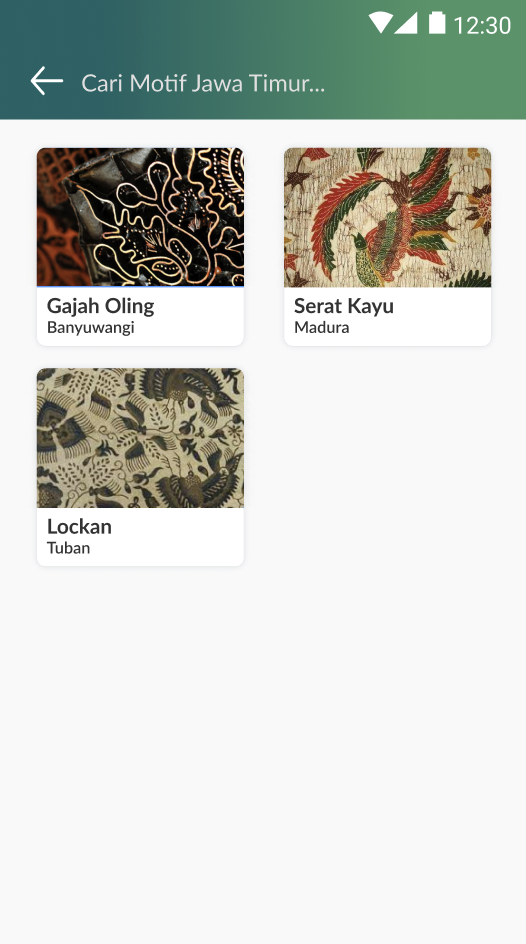 12:30
Cari Motif Jawa Timur...
Gajah Oling
Banyuwangi
Serat Kayu
Madura
Lockan
Tuban